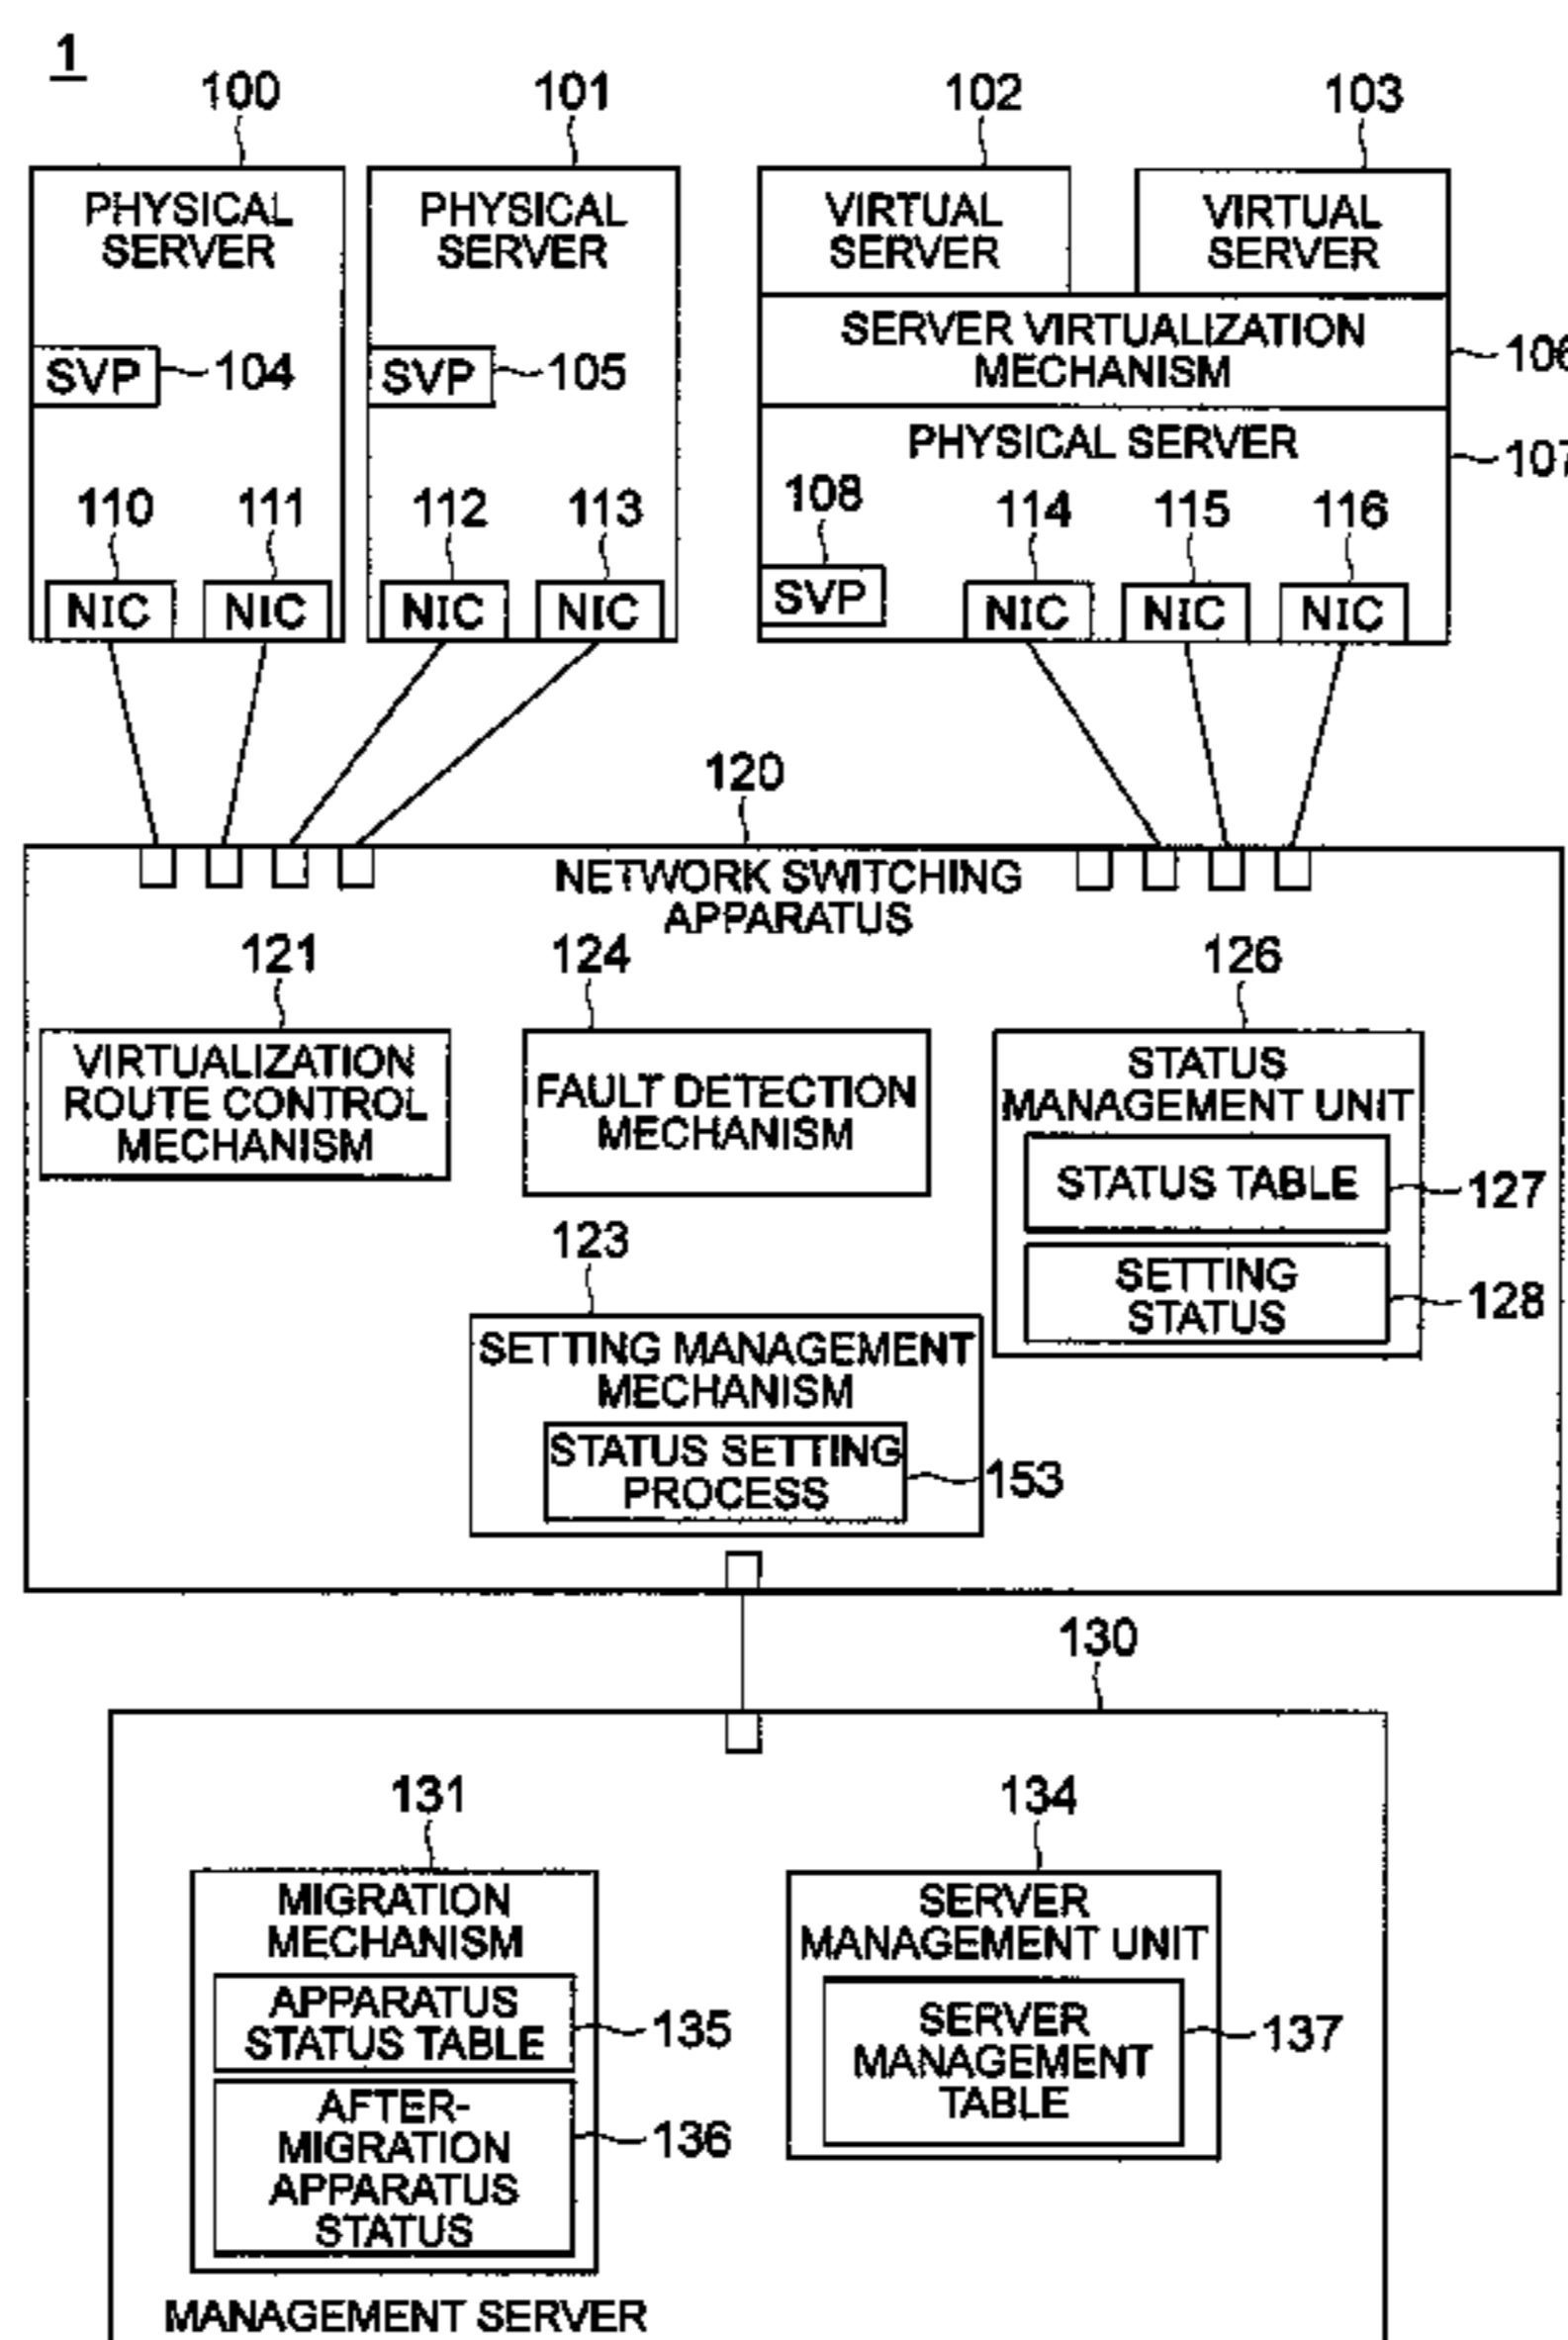 1
100
101
102
103
PHYSICAL
SERVER
PHYSICAL
SERVER
VIRTUAL
SERVER
VIRTUAL
SERVER
SERVER VIRTUALIZATION
MECHANISM
106
SVP
104
SVP
105
PHYSICAL SERVER
107
108
110
111
112
113
114
115
116
SVP
NIC
NIC
NIC
NIC
NIC
NIC
NIC
120
NETWORK SWITCHING
APPARATUS
121
124
126
VIRTUALIZATION
ROUTE CONTROL
MECHANISM
FAULT DETECTION
MECHANISM
STATUS
MANAGEMENT UNIT
STATUS TABLE
127
SETTING
STATUS
128
123
SETTING MANAGEMENT
MECHANISM
STATUS SETTING
PROCESS
153
130
131
134
MIGRATION
MECHANISM
APPARATUS
STATUS TABLE
135
AFTER-
MIGRATION
APPARATUS
STATUS
136
SERVER
MANAGEMENT UNIT
SERVER
MANAGEMENT
TABLE
137
MANAGEMENT SERVER